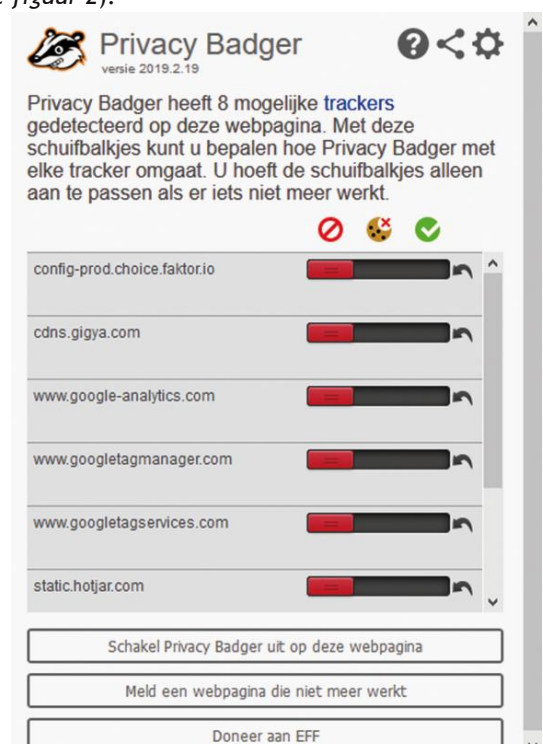 figuur 2).
Privacy Badger
versie 2019.2.19
Privacy Badger heeft 8 mogelijke trackers
gedetecteerd op deze webpagina. Met deze
schuifbalkjes kunt u bepalen hoe Privacy Badger met
elke tracker omgaat. U hoeft de schuifbalkjes alleen
aan te passen als er iets niet meer werkt.
config-prod.choice.faktor.io
cdns.gigya.com
www.google-analytics.com
www.googletagmanager.com
www.googletagservices.com
static.hotjar.com
Schakel Privacy Badger uit op deze webpagina
Meld een webpagina die niet meer werkt
Doneer aan EFF